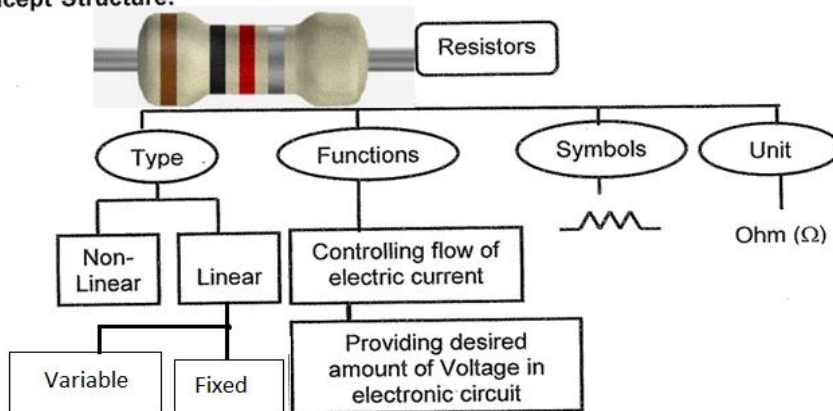 cept Structure:
Resistors
Type
Functions
Symbols
Unit
Non-
Linear
Linear
Controlling flow of
electric current
Ohm (Ω)
Variable
Fixed
Providing desired
amount of Voltage in
electronic circuit